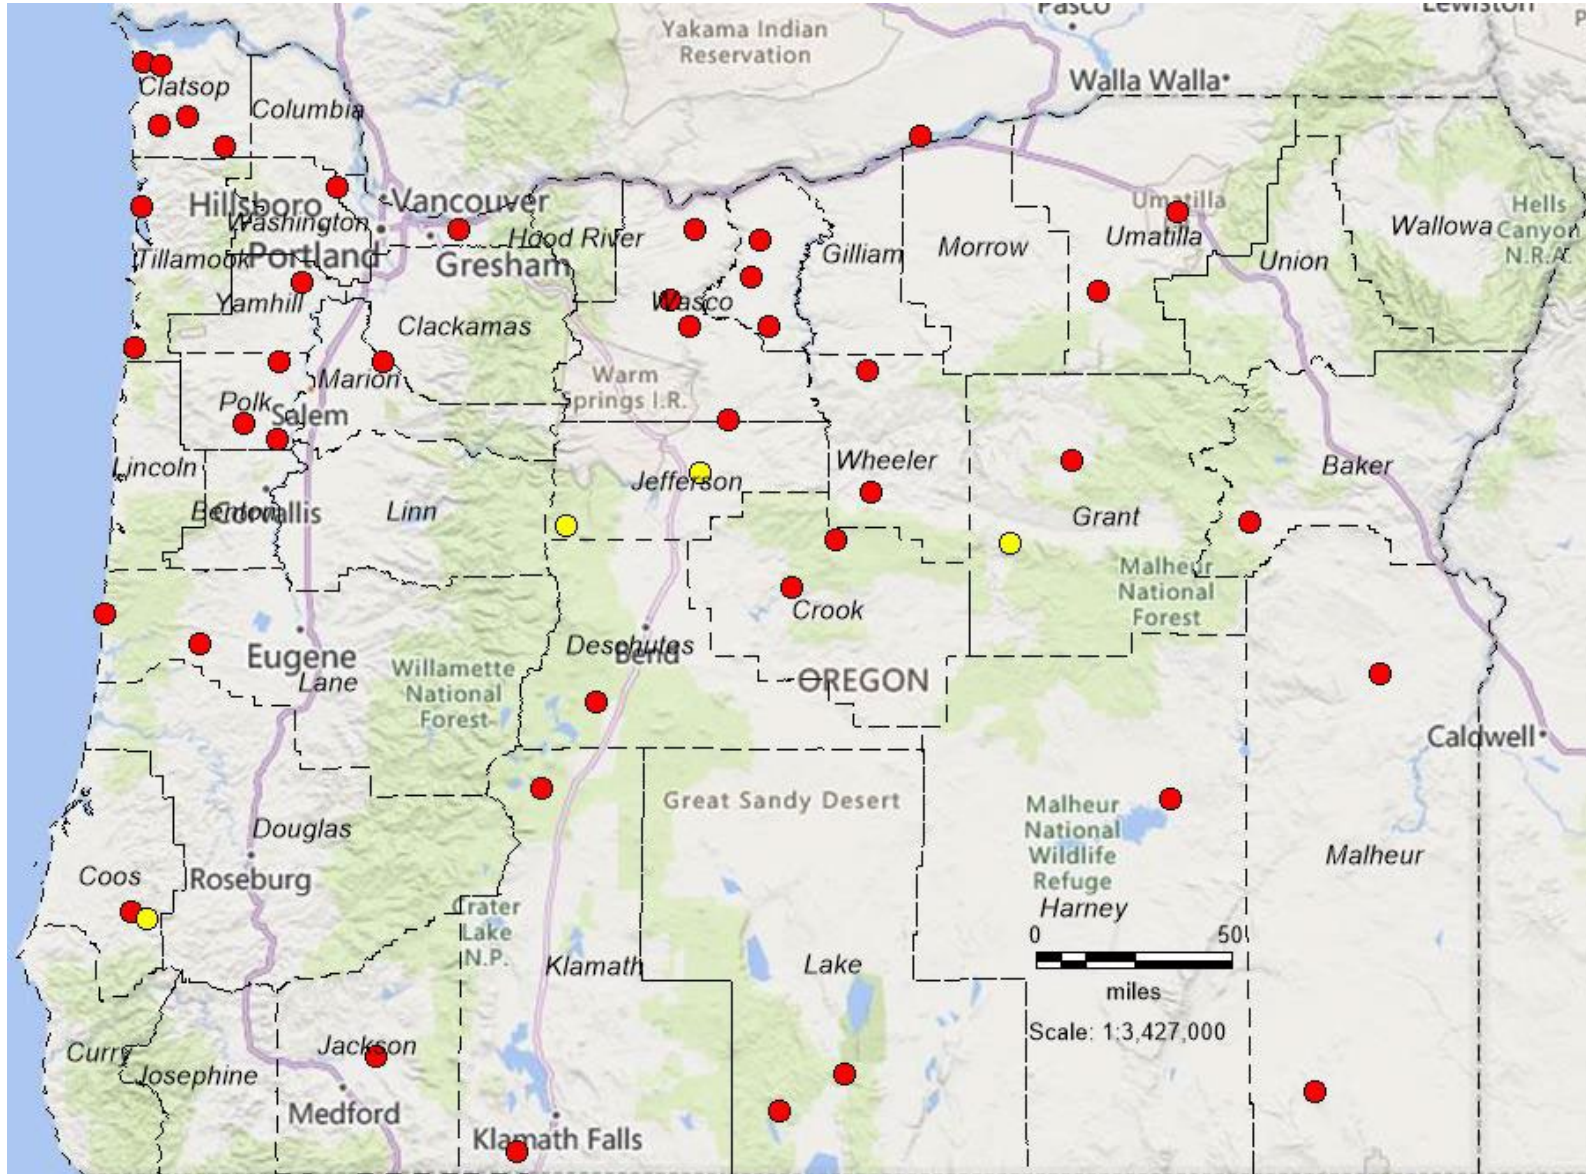 Pasco
Lewiston
P
Yakama Indian
Reservation
Walla Walla
Clatsop
Columbia
Hillsboro
Vancouver
Washington
Hood River
Portland
Gresham
Tillamook
Yamhill
Clackamas
Wasco
Gilliam
Morrow
Umatilla
Umatilla
Union
Wallowa
Hells
Canyon
N.R.A.
Warm
Springs I.R.
Marion
Polk
Salem
Lincoln
Benton
Corvallis
Linn
Jefferson
Wheeler
Grant
Baker
Malheur
National
Forest
Crook
Deschutes
Bend
Eugene
Lane
Willamette
National
Forest
OREGON
Caldwell
Great Sandy Desert
Malheur
National
Wildlife
Refuge
Harney
Malheur
Douglas
Coos
Roseburg
Crater
Lake
N.P.
Klamath
Lake
0 50
miles
Scale: 1:3,427,000
Curry
Josephine
Jackson
Medford
Klamath Falls